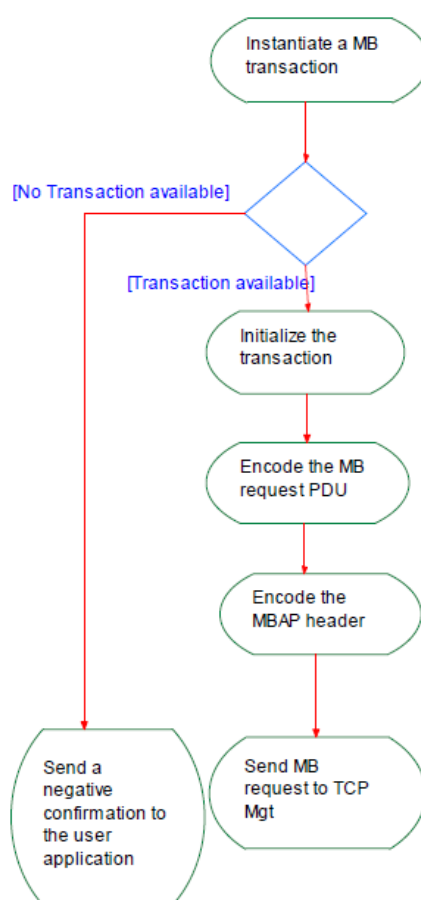 Instantiate a MB
transaction
[No Transaction available]
[Transaction available]
Initialize the
transaction
Encode the MB
request PDU
Encode the
MBAP header
Send a
negative
confirmation to
the user
application
Send MB
request to TCP
Mgt